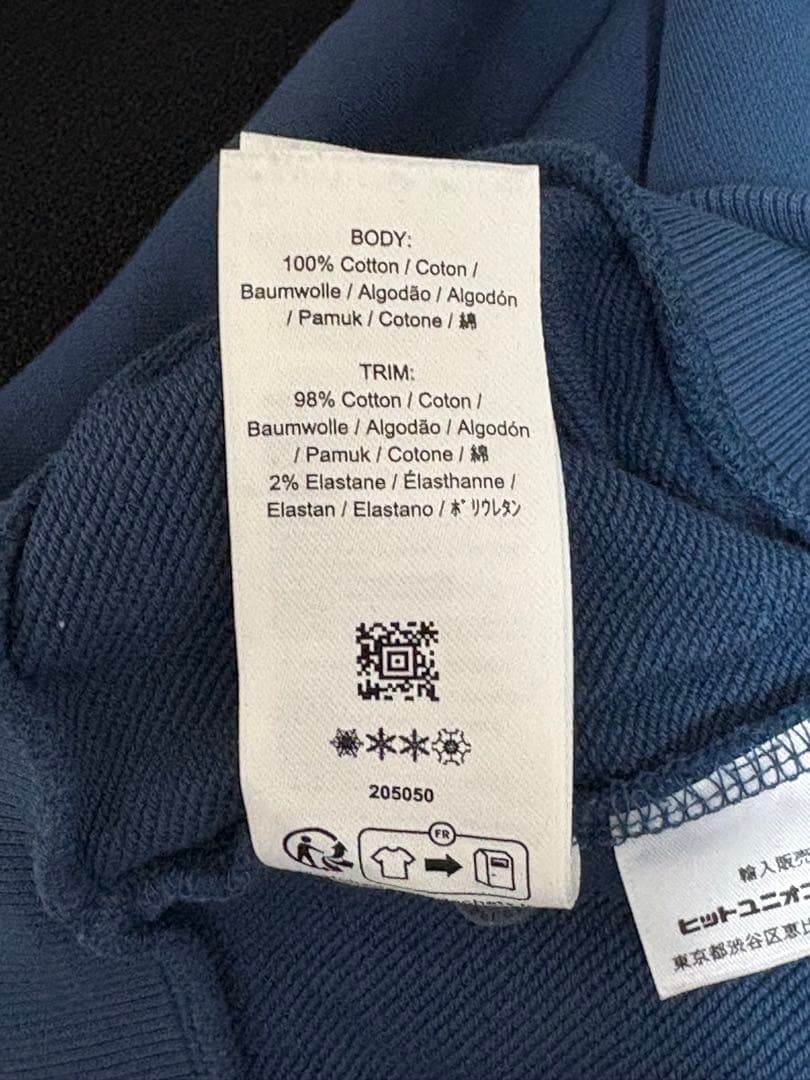 BODY:
100% Cotton / Coton /
Baumwolle / Algodão / Algodón
/ Pamuk / Cotone / 綿
TRIM:
98% Cotton / Coton /
Baumwolle / Algodão / Algodón
/ Pamuk / Cotone / 綿
2% Elastane / Élasthanne /
Elastan / Elastano / ポリウレタン
205050
FR
輸入販売
ヒットユニオン
東京都渋谷区恵比